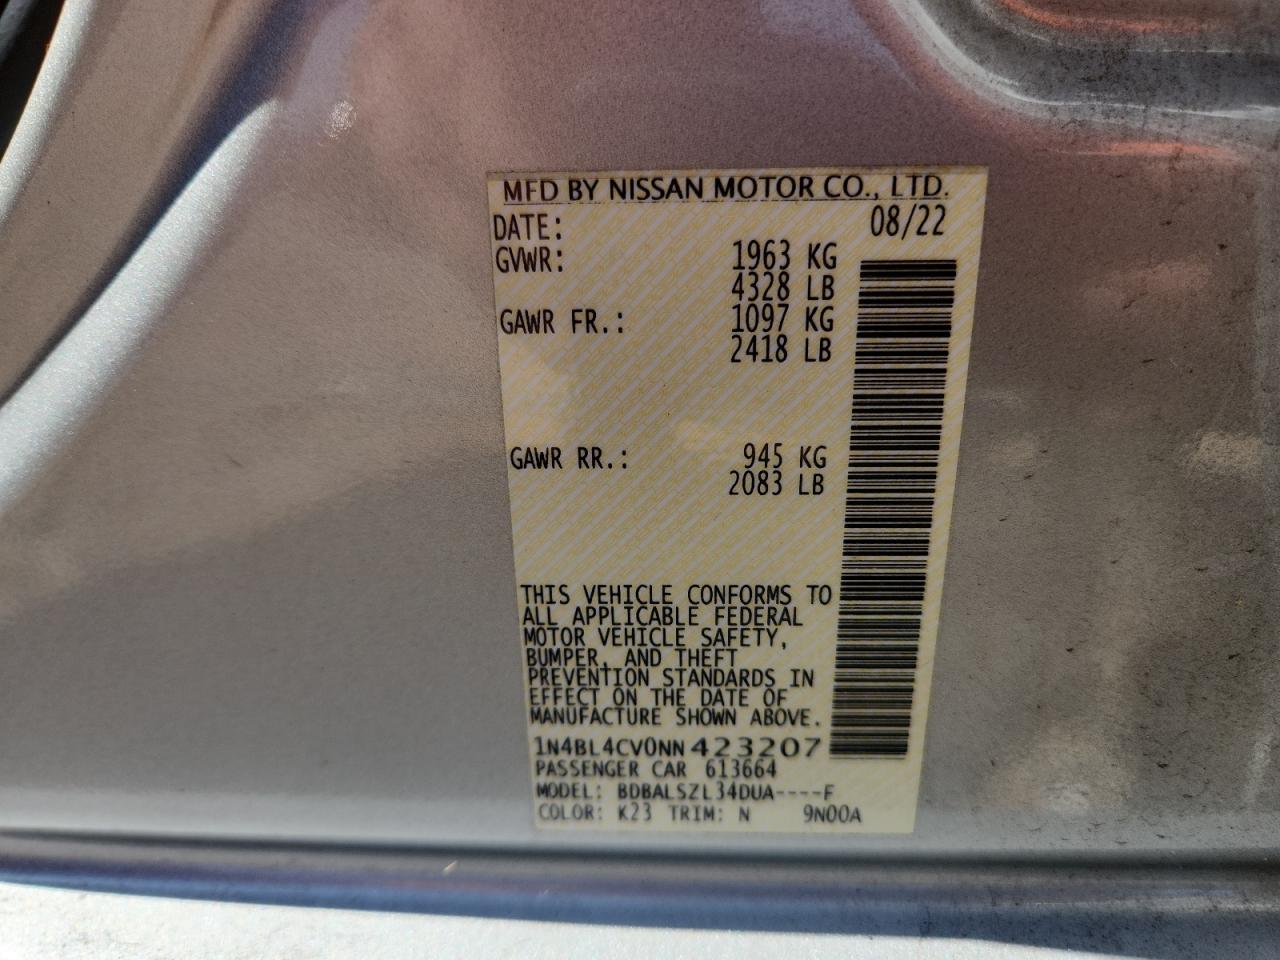 MFD BY NISSAN MOTOR CO., LTD.
DATE: 08/22
GVWR: 1963 KG
4328 LB
GAWR FR.: 1097 KG
2418 LB
GAWR RR.: 945 KG
2083 LB
THIS VEHICLE CONFORMS TO
ALL APPLICABLE FEDERAL
MOTOR VEHICLE SAFETY,
BUMPER, AND THEFT
PREVENTION STANDARDS IN
EFFECT ON THE DATE OF
MANUFACTURE SHOWN ABOVE.
1N4BL4CV0NN423207
PASSENGER CAR 613664
MODEL: BDBALSZL34DUA----F
COLOR: K23 TRIM: N 9N00A